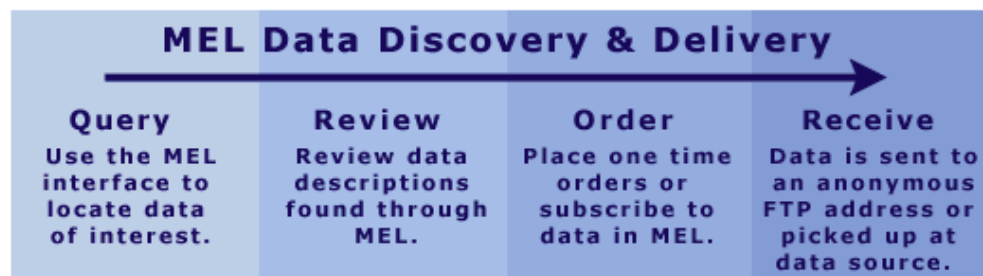 MEL Data Discovery & Delivery
Query
Use the MEL
interface to
locate data
of interest.
Review
Review data
descriptions
found through
MEL.
Order
Place one time
orders or
subscribe to
data in MEL.
Receive
Data is sent to
an anonymous
FTP address or
picked up at
data source.